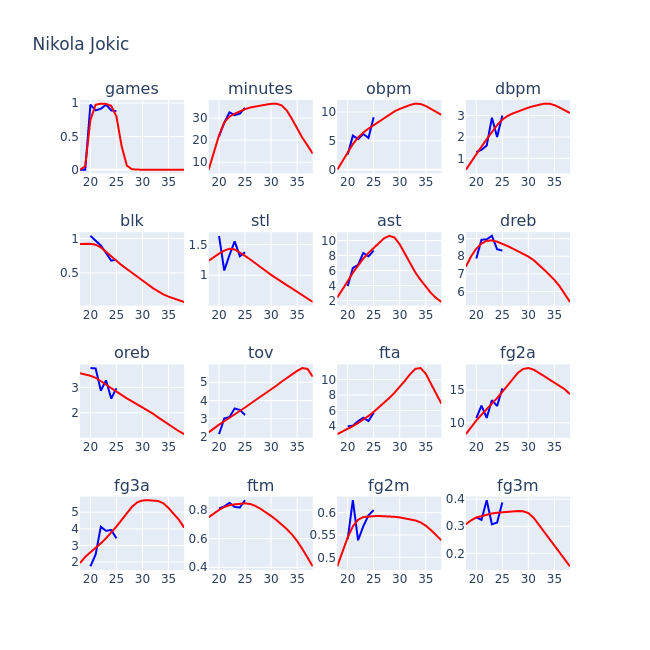 Nikola Jokic
games minutes obpm dbpm
1 0.5 0 20 25 30 35
30 20 10 20 25 30 35
10 5 0 20 25 30 35
3 2 1 20 25 30 35
blk stl ast dreb
1 0.5 20 25 30 35
1.5 1 20 25 30 35
10 8 6 4 2 20 25 30 35
9 8 7 6 20 25 30 35
oreb tov fta fg2a
3 2 20 25 30 35
5 4 3 2 20 25 30 35
10 8 6 4 20 25 30 35
15 10 20 25 30 35
fg3a ftm fg2m fg3m
5 4 3 2 20 25 30 35
0.8 0.6 0.4 20 25 30 35
0.6 0.55 0.5 20 25 30 35
0.4 0.3 0.2 20 25 30 35